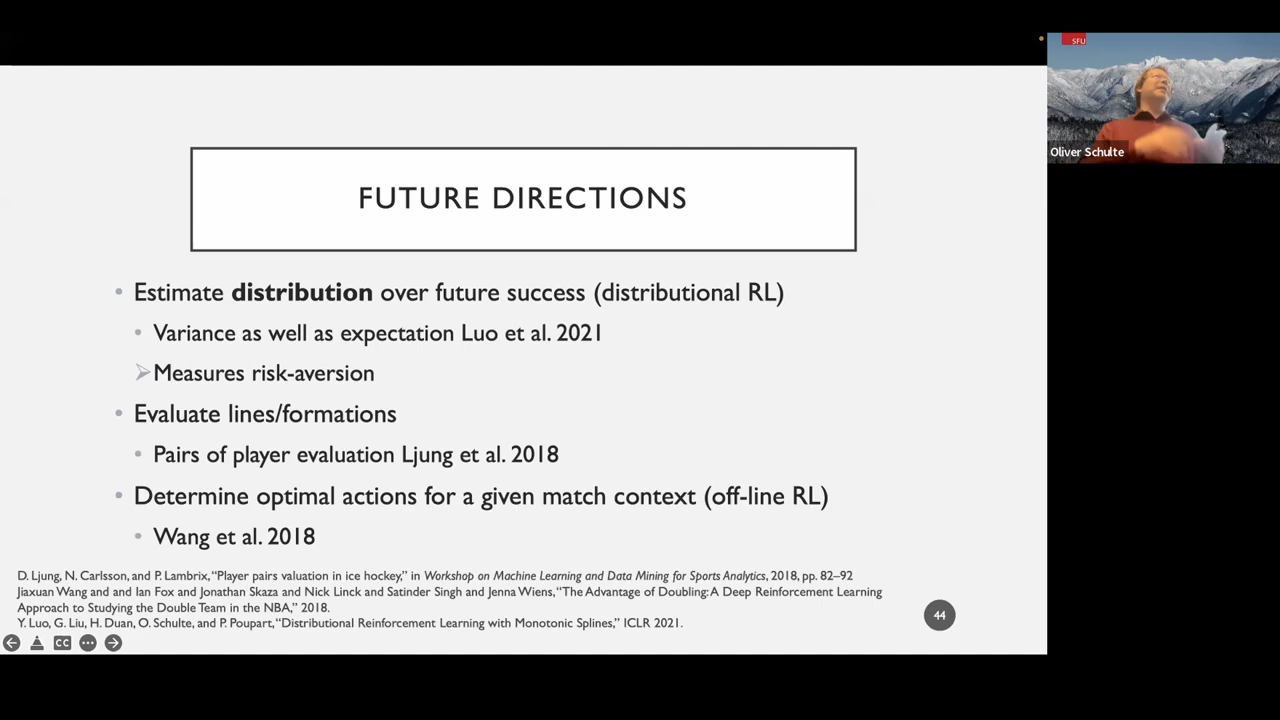 SFU
Oliver Schulte
FUTURE DIRECTIONS
• Estimate distribution over future success (distributional RL)
• Variance as well as expectation Luo et al. 2021
➢Measures risk-aversion
• Evaluate lines/formations
• Pairs of player evaluation Ljung et al. 2018
• Determine optimal actions for a given match context (off-line RL)
• Wang et al. 2018
D. Ljung, N. Carlsson, and P. Lambrix, “Player pairs valuation in ice hockey,” in Workshop on Machine Learning and Data Mining for Sports Analytics, 2018, pp. 82–92
Jiaxuan Wang and and Ian Fox and Jonathan Skaza and Nick Linck and Satinder Singh and Jenna Wiens, “The Advantage of Doubling: A Deep Reinforcement Learning
Approach to Studying the Double Team in the NBA,” 2018.
Y. Luo, G. Liu, H. Duan, O. Schulte, and P. Poupart, “Distributional Reinforcement Learning with Monotonic Splines,” ICLR 2021.
44
CC